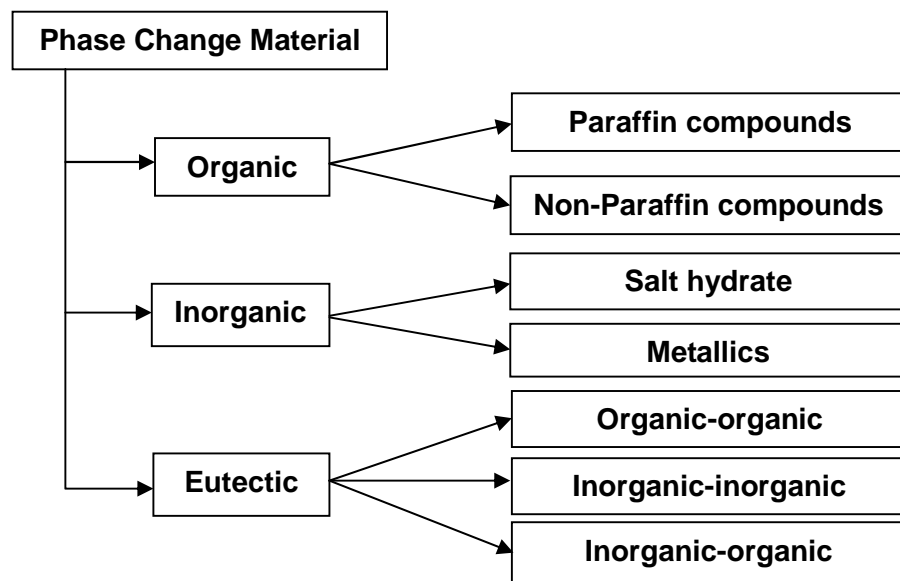 Phase Change Material
Organic
Paraffin compounds
Non-Paraffin compounds
Inorganic
Salt hydrate
Metallics
Eutectic
Organic-organic
Inorganic-inorganic
Inorganic-organic